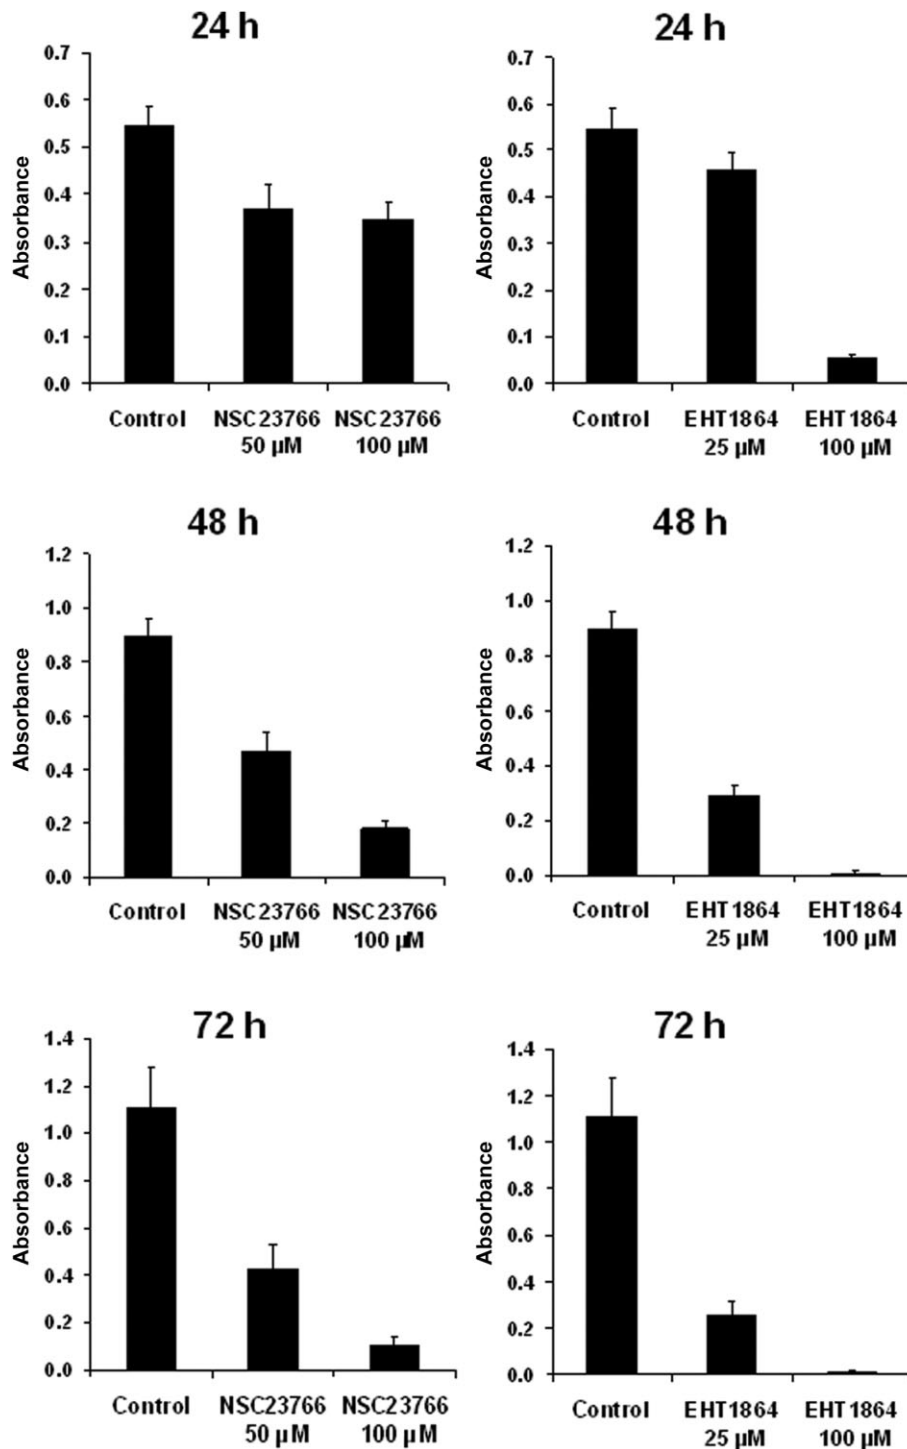 24 h
0.7
0.6
0.5
0.4
0.3
0.2
0.1
0.0
Absorbance
Control
NSC23766
50 µM
NSC23766
100 µM
24 h
0.7
0.6
0.5
0.4
0.3
0.2
0.1
0.0
Absorbance
Control
EHT1864
25 µM
EHT1864
100 µM
48 h
1.2
1.0
0.8
0.6
0.4
0.2
0.0
Absorbance
Control
NSC23766
50 µM
NSC23766
100 µM
48 h
1.2
1.0
0.8
0.6
0.4
0.2
0.0
Absorbance
Control
EHT1864
25 µM
EHT1864
100 µM
72 h
1.4
1.2
1.0
0.8
0.6
0.4
0.2
0.0
Absorbance
Control
NSC23766
50 µM
NSC23766
100 µM
72 h
1.4
1.2
1.0
0.8
0.6
0.4
0.2
0.0
Absorbance
Control
EHT1864
25 µM
EHT1864
100 µM